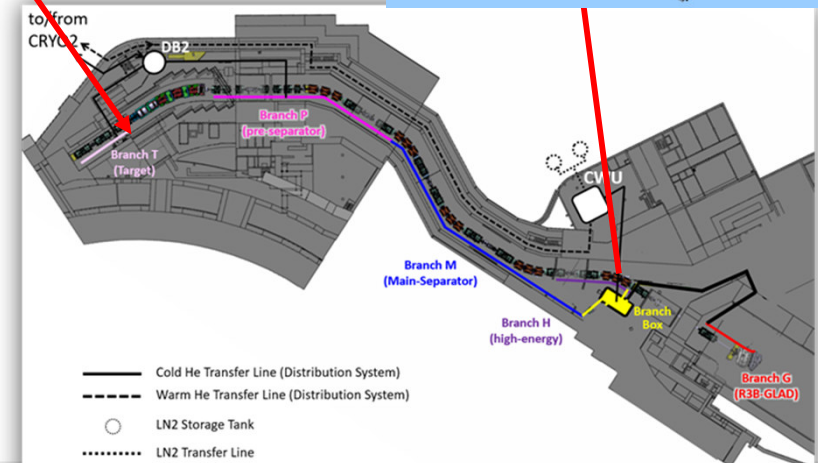 to/from
CRYO2
DB2
Branch P
(pre-separator)
Branch T
(Target)
CWU
Branch M
(Main-Separator)
Branch H
(high-energy)
Branch
Box
Branch G
(R3B-GLAD)
Cold He Transfer Line (Distribution System)
Warm He Transfer Line (Distribution System)
LN2 Storage Tank
LN2 Transfer Line